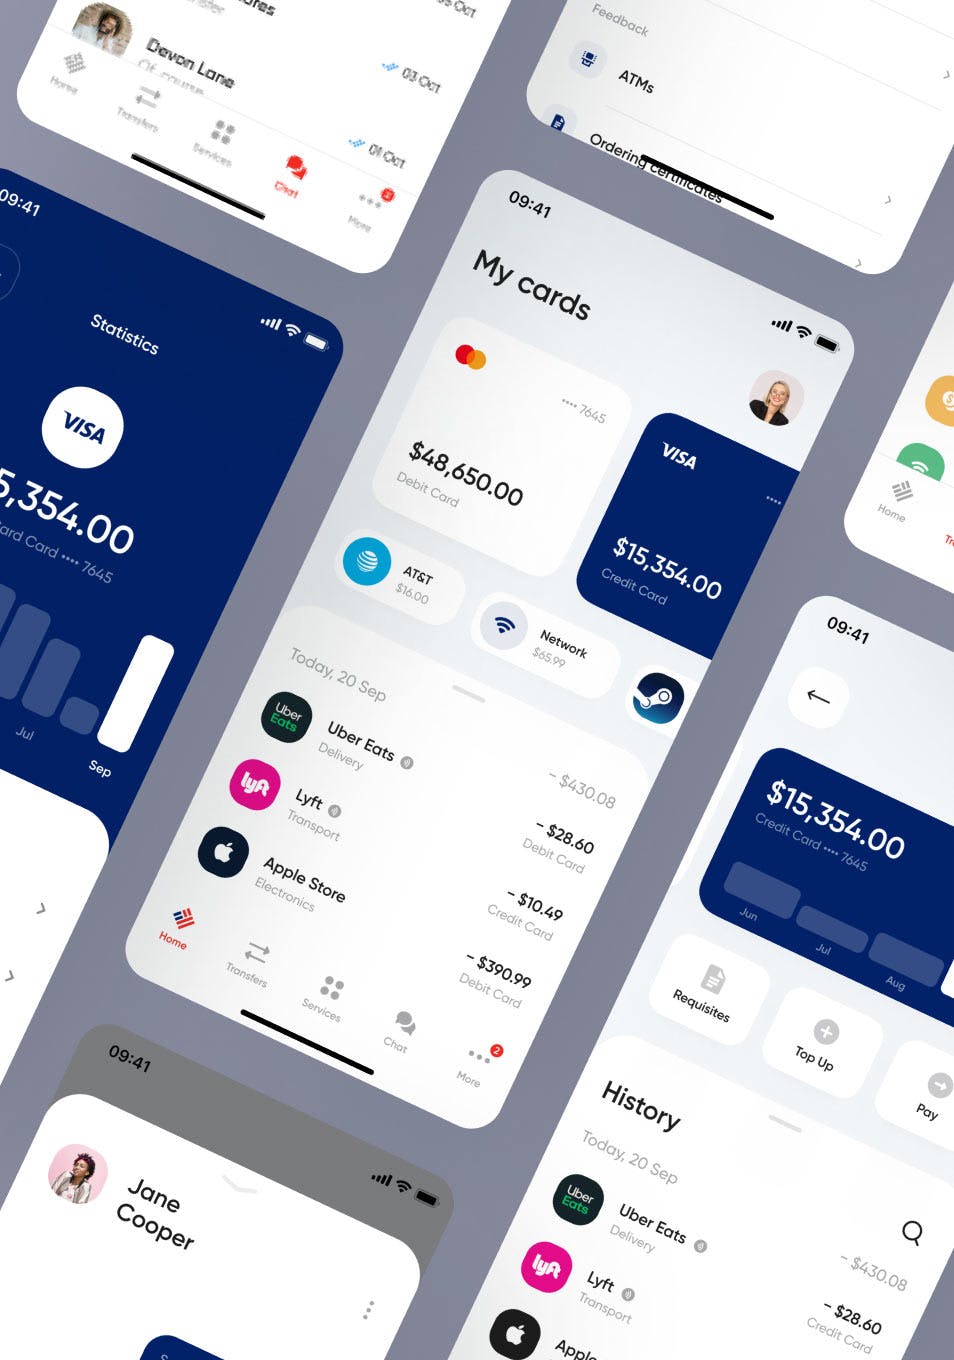 03 Oct
Devon Lane
01 Oct
Home
Transfers
Services
Chat
More
Feedback
ATMs
Ordering certificates
09:41
Statistics
VISA
5,354.00
Card •••• 7645
Jul
Sep
09:41
My cards
•••• 7645
$48,650.00
Debit Card
VISA
••••
$15,354.00
Credit Card
AT&T
$16.00
Network
$65.99
Today, 20 Sep
- $430.08
Uber
Eats
Uber Eats
Delivery
- $28.60
Debit Card
lyft
Lyft
Transport
- $10.49
Credit Card
Apple Store
Electronics
- $390.99
Debit Card
Home
Transfers
Services
Chat
More
2
Home
09:41
$15,354.00
Credit Card •••• 7645
Jun
Jul
Aug
Requisites
Top Up
Pay
History
Today, 20 Sep
- $430.08
Uber
Eats
Uber Eats
Delivery
- $28.60
Credit Card
lyft
Lyft
Transport
09:41
Jane
Cooper